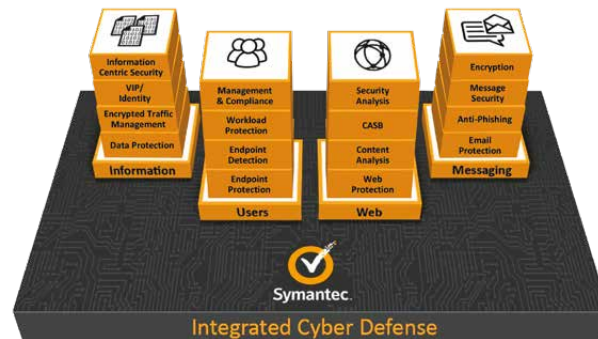 Information
Centric Security
VIP/
Identity
Encrypted Traffic
Management
Data Protection
Information
Management
& Compliance
Workload
Protection
Endpoint
Detection
Endpoint
Protection
Users
Security
Analysis
CASB
Content
Analysis
Web
Protection
Web
Encryption
Message
Security
Anti-Phishing
Email
Protection
Messaging
Symantec.
Integrated Cyber Defense